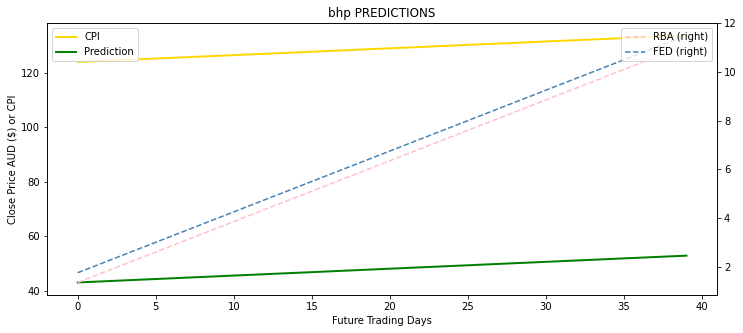 bhp PREDICTIONS
CPI
Prediction
RBA (right)
FED (right)
Close Price AUD ($) or CPI
120
100
80
60
40
12
10
8
6
4
2
0 5 10 15 20 25 30 35 40
Future Trading Days